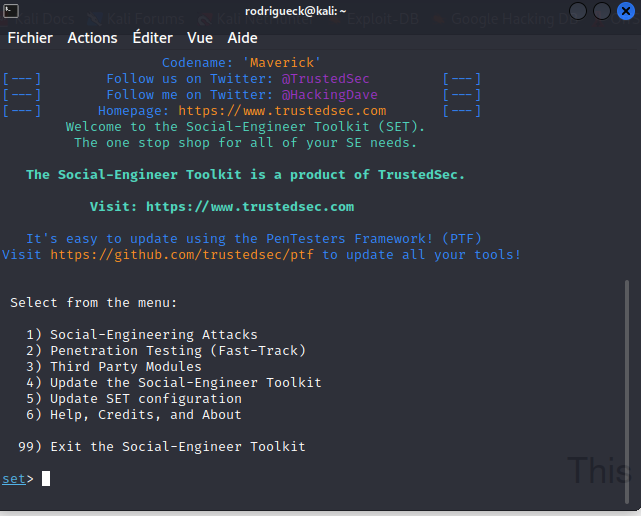 rodrigueck@kali: ~
Fichier Actions Éditer Vue Aide
Codename: 'Maverick'
[---] Follow us on Twitter: @TrustedSec [---]
[---] Follow me on Twitter: @HackingDave [---]
[---] Homepage: https://www.trustedsec.com [---]
Welcome to the Social-Engineer Toolkit (SET).
The one stop shop for all of your SE needs.
The Social-Engineer Toolkit is a product of TrustedSec.
Visit: https://www.trustedsec.com
It's easy to update using the PenTesters Framework! (PTF)
Visit https://github.com/trustedsec/ptf to update all your tools!
Select from the menu:
1) Social-Engineering Attacks
2) Penetration Testing (Fast-Track)
3) Third Party Modules
4) Update the Social-Engineer Toolkit
5) Update SET configuration
6) Help, Credits, and About
99) Exit the Social-Engineer Toolkit
set>
This